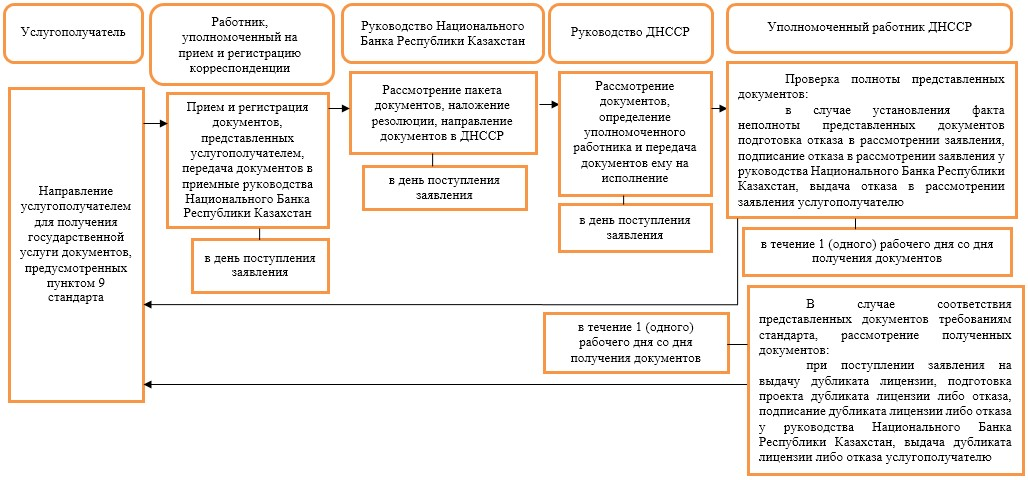 Услугополучатель
Работник,
уполномоченный на
прием и регистрацию
корреспонденции
Руководство Национального
Банка Республики Казахстан
Руководство ДНССР
Уполномоченный работник ДНССР
Направление
услугополучателем
для получения
государственной
услуги документов,
предусмотренных
пунктом 9
стандарта
Прием и регистрация
документов,
представленных
услугополучателем,
передача документов в
приемные руководства
Национального Банка
Республики Казахстан
в день поступления
заявления
Рассмотрение пакета
документов, наложение
резолюции, направление
документов в ДНССР
в день поступления
заявления
Рассмотрение
документов,
определение
уполномоченного
работника и передача
документов ему на
исполнение
в день поступления
заявления
Проверка полноты представленных
документов:
в случае установления факта
неполноты представленных документов
подготовка отказа в рассмотрении заявления,
подписание отказа в рассмотрении заявления у
руководства Национального Банка Республики
Казахстан, выдача отказа в рассмотрении
заявления услугополучателю
в течение 1 (одного) рабочего дня со дня
получения документов
в течение 1 (одного)
рабочего дня со дня
получения документов
В случае соответствия
представленных документов требованиям
стандарта, рассмотрение полученных
документов:
при поступлении заявления на
выдачу дубликата лицензии, подготовка
проекта дубликата лицензии либо отказа,
подписание дубликата лицензии либо отказа
у руководства Национального Банка
Республики Казахстан, выдача дубликата
лицензии либо отказа услугополучателю